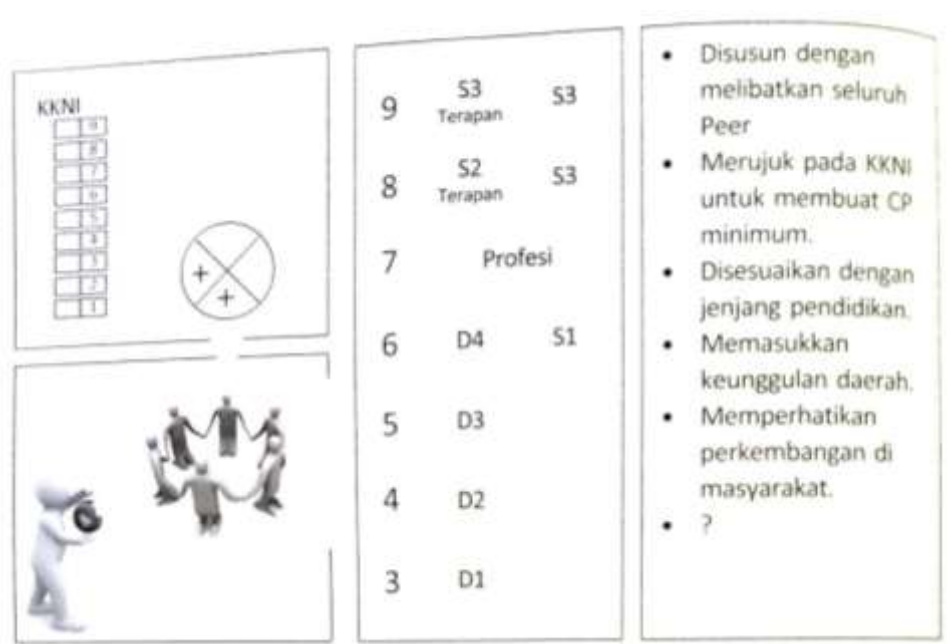 KKNI
9
8
7
6
5
4
3
2
1
+
+
9 S3 Terapan S3
8 S2 Terapan S3
7 Profesi
6 D4 S1
5 D3
4 D2
3 D1
• Disusun dengan
melibatkan seluruh
Peer
• Merujuk pada KKNI
untuk membuat CP
minimum.
• Disesuaikan dengan
jenjang pendidikan.
• Memasukkan
keunggulan daerah.
• Memperhatikan
perkembangan di
masyarakat.
• ?